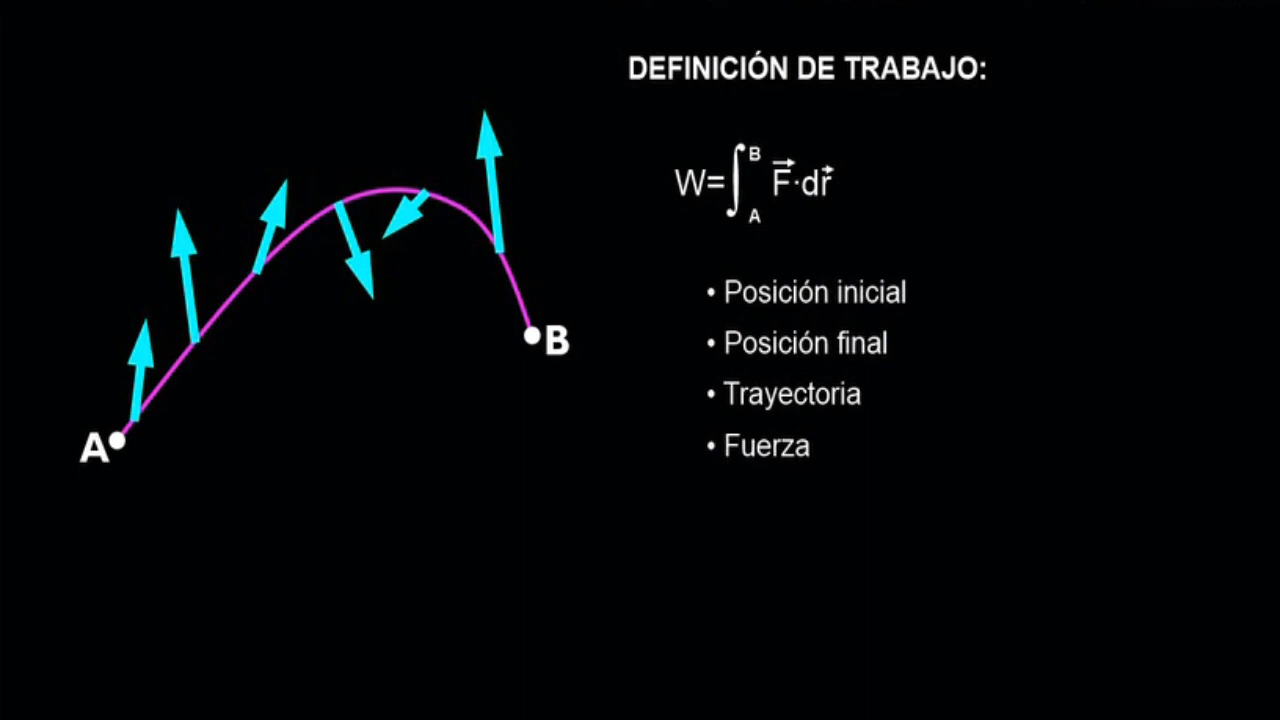 DEFINICIÓN DE TRABAJO:
W=∫_A^B F⃗·dr⃗
• Posición inicial
• Posición final
• Trayectoria
• Fuerza
A
B